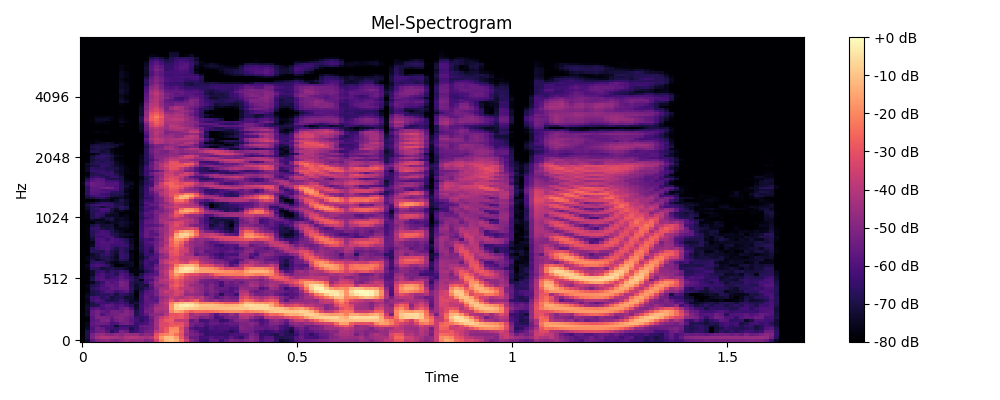 Mel-Spectrogram
+0 dB
4096
-10 dB
-20 dB
2048
-30 dB
Hz
-40 dB
1024
-50 dB
512
-60 dB
-70 dB
0
-80 dB
0 0.5 1 1.5
Time